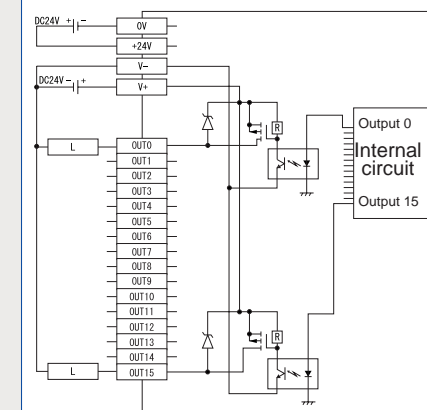 DC24V + -
0V
+24V
V-
DC24V - +
V+
L
OUT0
OUT1
OUT2
OUT3
OUT4
OUT5
OUT6
OUT7
OUT8
OUT9
OUT10
OUT11
OUT12
OUT13
OUT14
L
OUT15
R
R
Output 0
Internal
circuit
Output 15